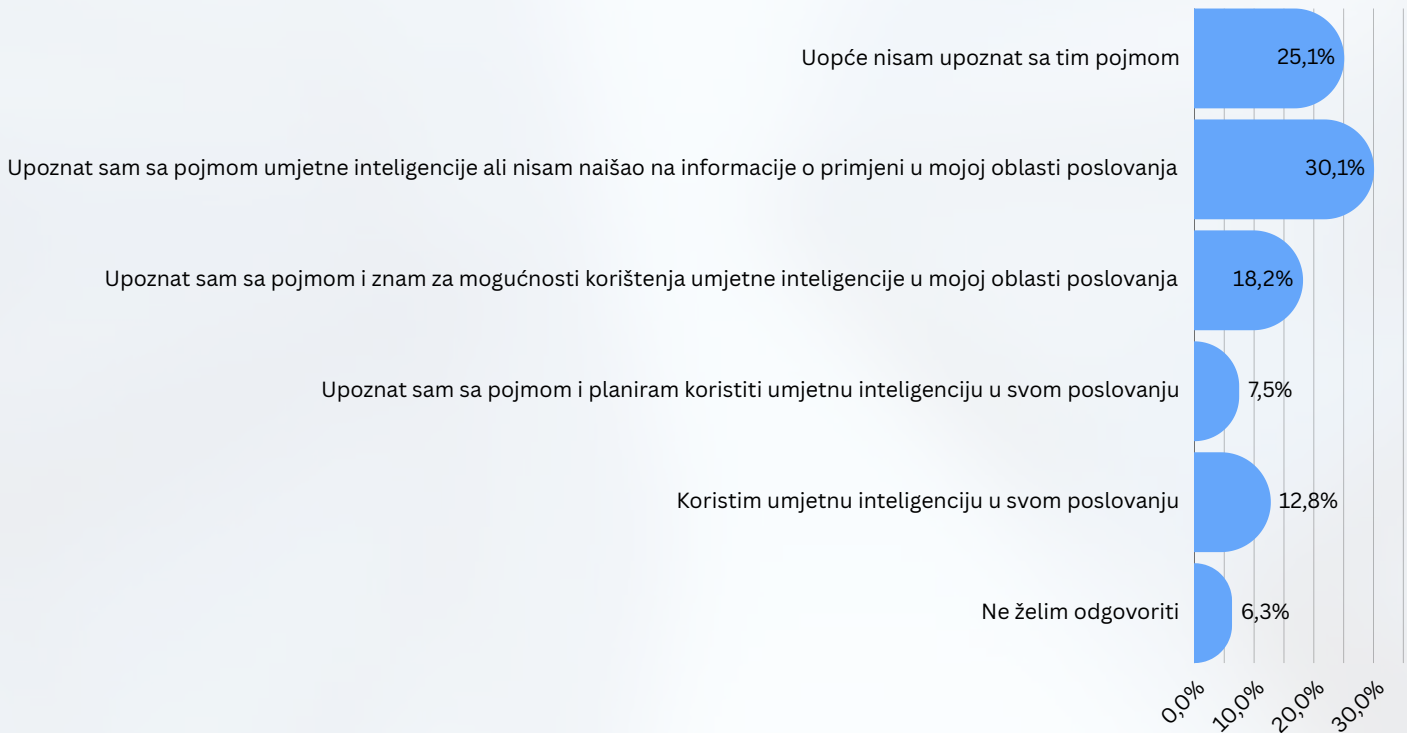 Uopće nisam upoznat sa tim pojmom 25,1%
Upoznat sam sa pojmom umjetne inteligencije ali nisam naišao na informacije o primjeni u mojoj oblasti poslovanja 30,1%
Upoznat sam sa pojmom i znam za mogućnosti korištenja umjetne inteligencije u mojoj oblasti poslovanja 18,2%
Upoznat sam sa pojmom i planiram koristiti umjetnu inteligenciju u svom poslovanju 7,5%
Koristim umjetnu inteligenciju u svom poslovanju 12,8%
Ne želim odgovoriti 6,3%
0,0% 10,0% 20,0% 30,0%